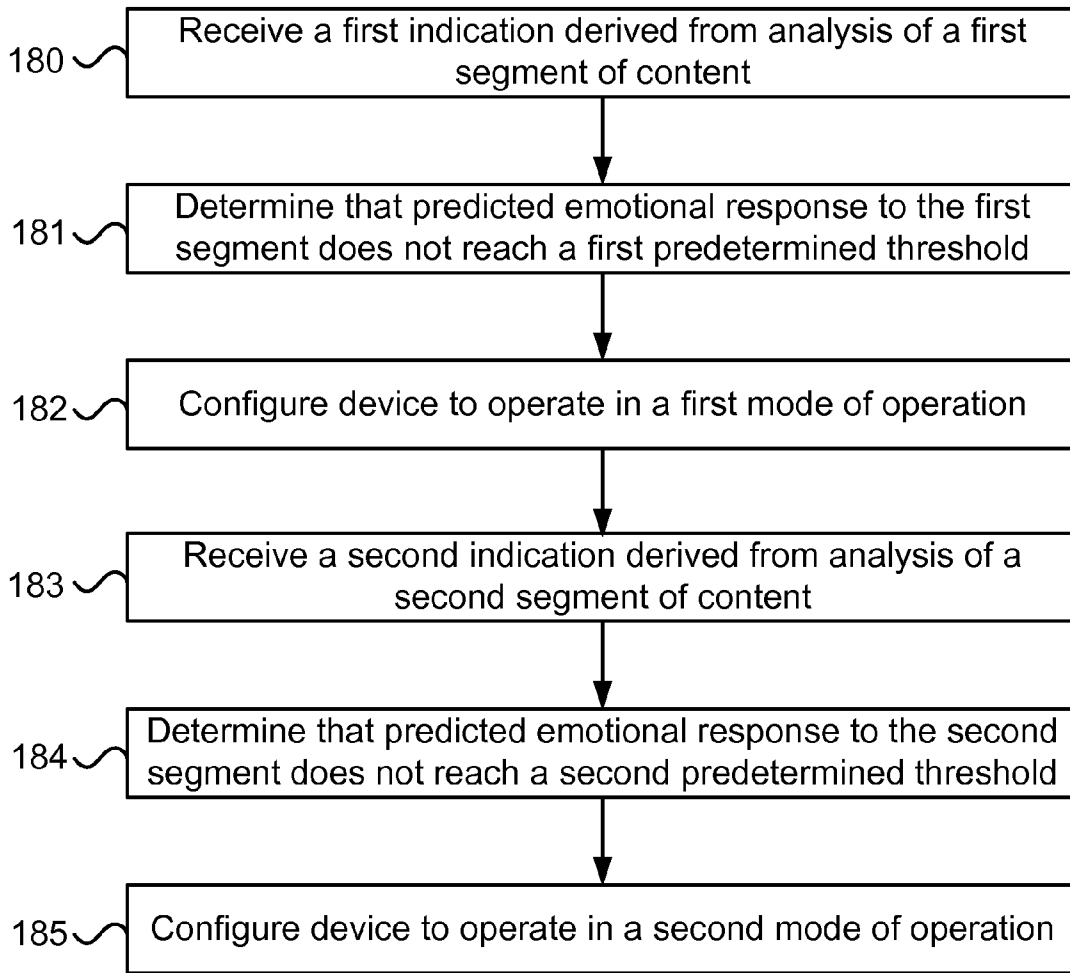 Receive a first indication derived from analysis of a first
180
segment of content
Determine that predicted emotional response to the first
181
segment does not reach a first predetermined threshold
182
Configure device to operate in a first mode of operation
Receive a second indication derived from analysis of a
183
second segment of content
Determine that predicted emotional response to the second
184
segment does not reach a second predetermined threshold
185
Configure device to operate in a second mode of operation